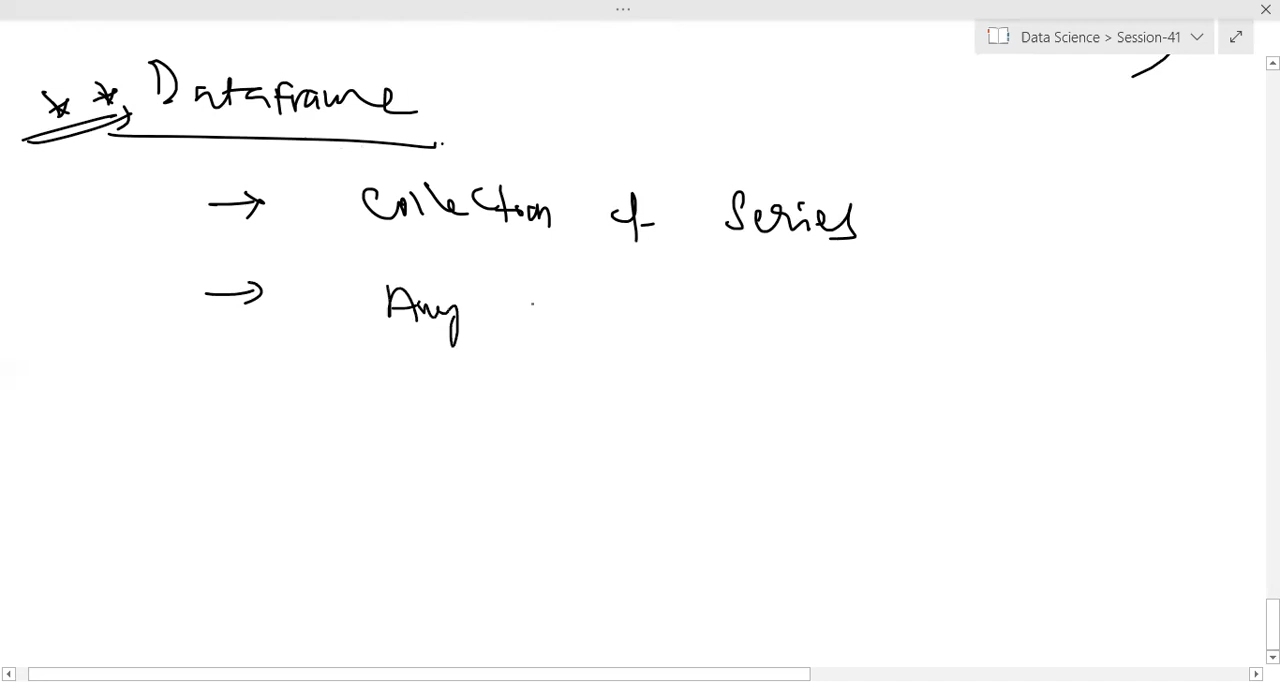 Data Science > Session-41
** Dataframe
→ Collection of Series
→ Any